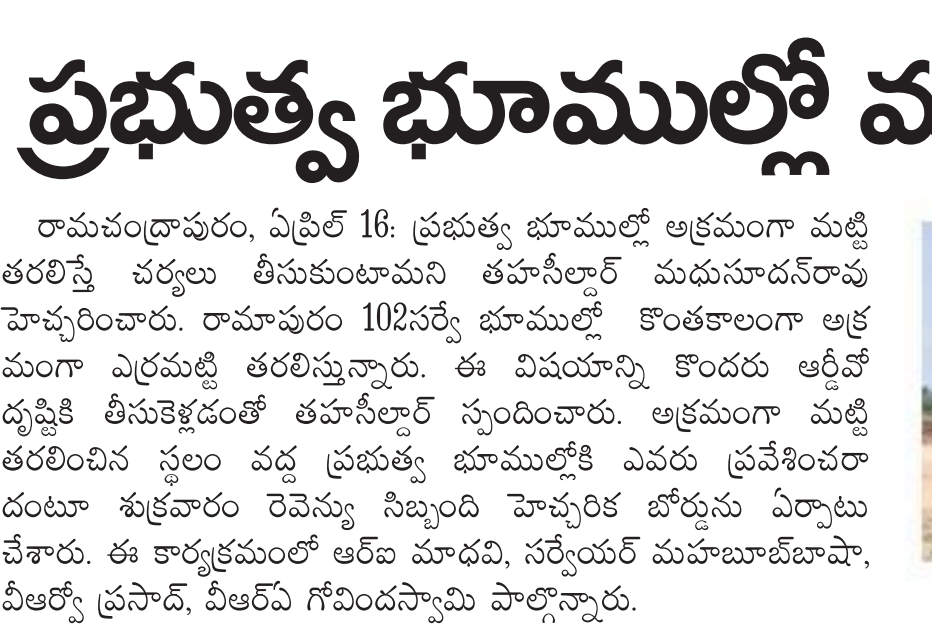 ప్రభుత్వ భూముల్లో
రామచంద్రాపురం, ఏప్రిల్ 16: ప్రభుత్వ భూముల్లో అక్రమంగా మట్టి
తరలిస్తే చర్యలు తీసుకుంటామని తహసీల్దార్ మధుసూదన్‌రావు
హెచ్చరించారు. రామాపురం 102సర్వే భూముల్లో కొంతకాలంగా అక్ర
మంగా ఎర్రమట్టి తరలిస్తున్నారు. ఈ విషయాన్ని కొందరు ఆర్డీవో
దృష్టికి తీసుకెళ్లడంతో తహసీల్దార్ స్పందించారు. అక్రమంగా మట్టి
తరలించిన స్థలం వద్ద ప్రభుత్వ భూముల్లోకి ఎవరు ప్రవేశించరా
దంటూ శుక్రవారం రెవెన్యు సిబ్బంది హెచ్చరిక బోర్డును ఏర్పాటు
చేశారు. ఈ కార్యక్రమంలో ఆర్‌ఐ మాధవి, సర్వేయర్ మహబూబ్‌బాషా,
వీఆర్వో ప్రసాద్, వీఆర్‌ఏ గోవిందస్వామి పాల్గొన్నారు.